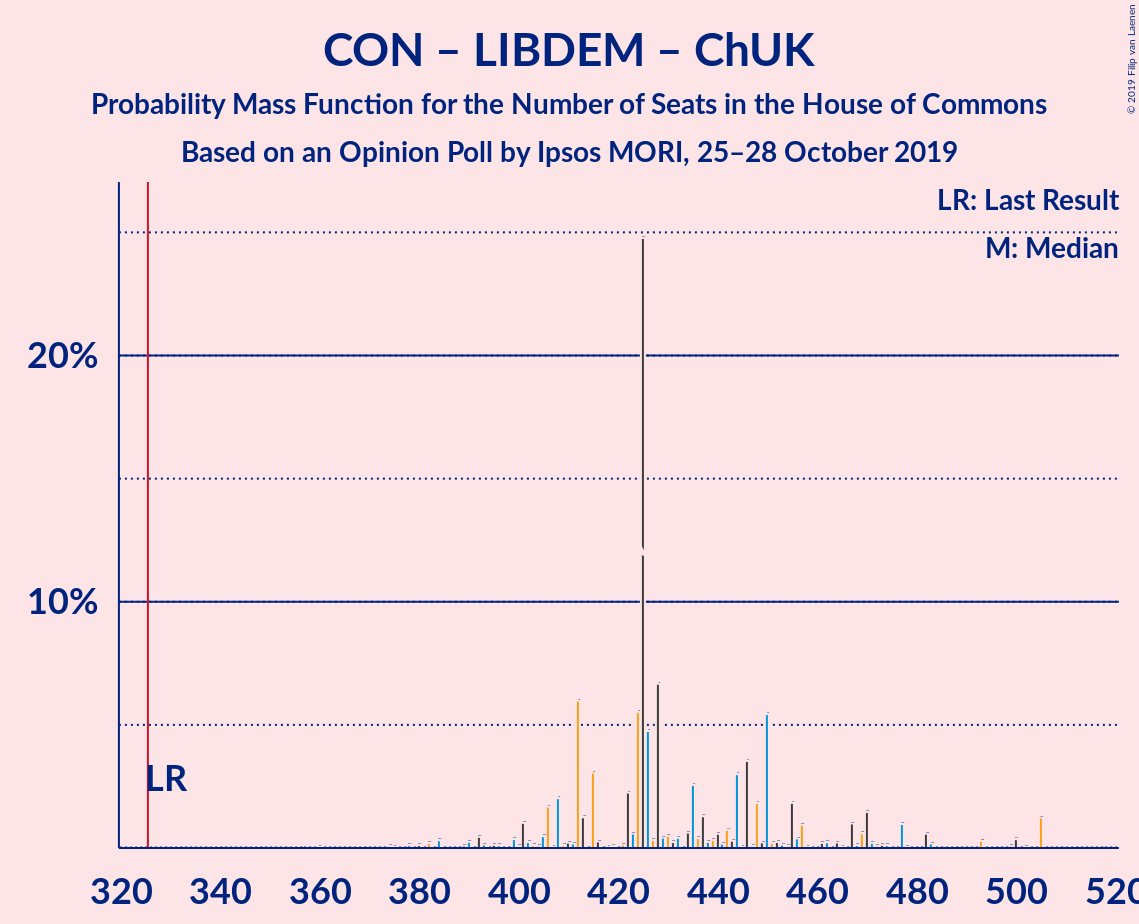 CON – LIBDEM – ChUK
Probability Mass Function for the Number of Seats in the House of Commons
Based on an Opinion Poll by Ipsos MORI, 25–28 October 2019
© 2019 Filip van Laenen
LR: Last Result
M: Median
20%
10%
LR
320 340 360 380 400 420 440 460 480 500 520